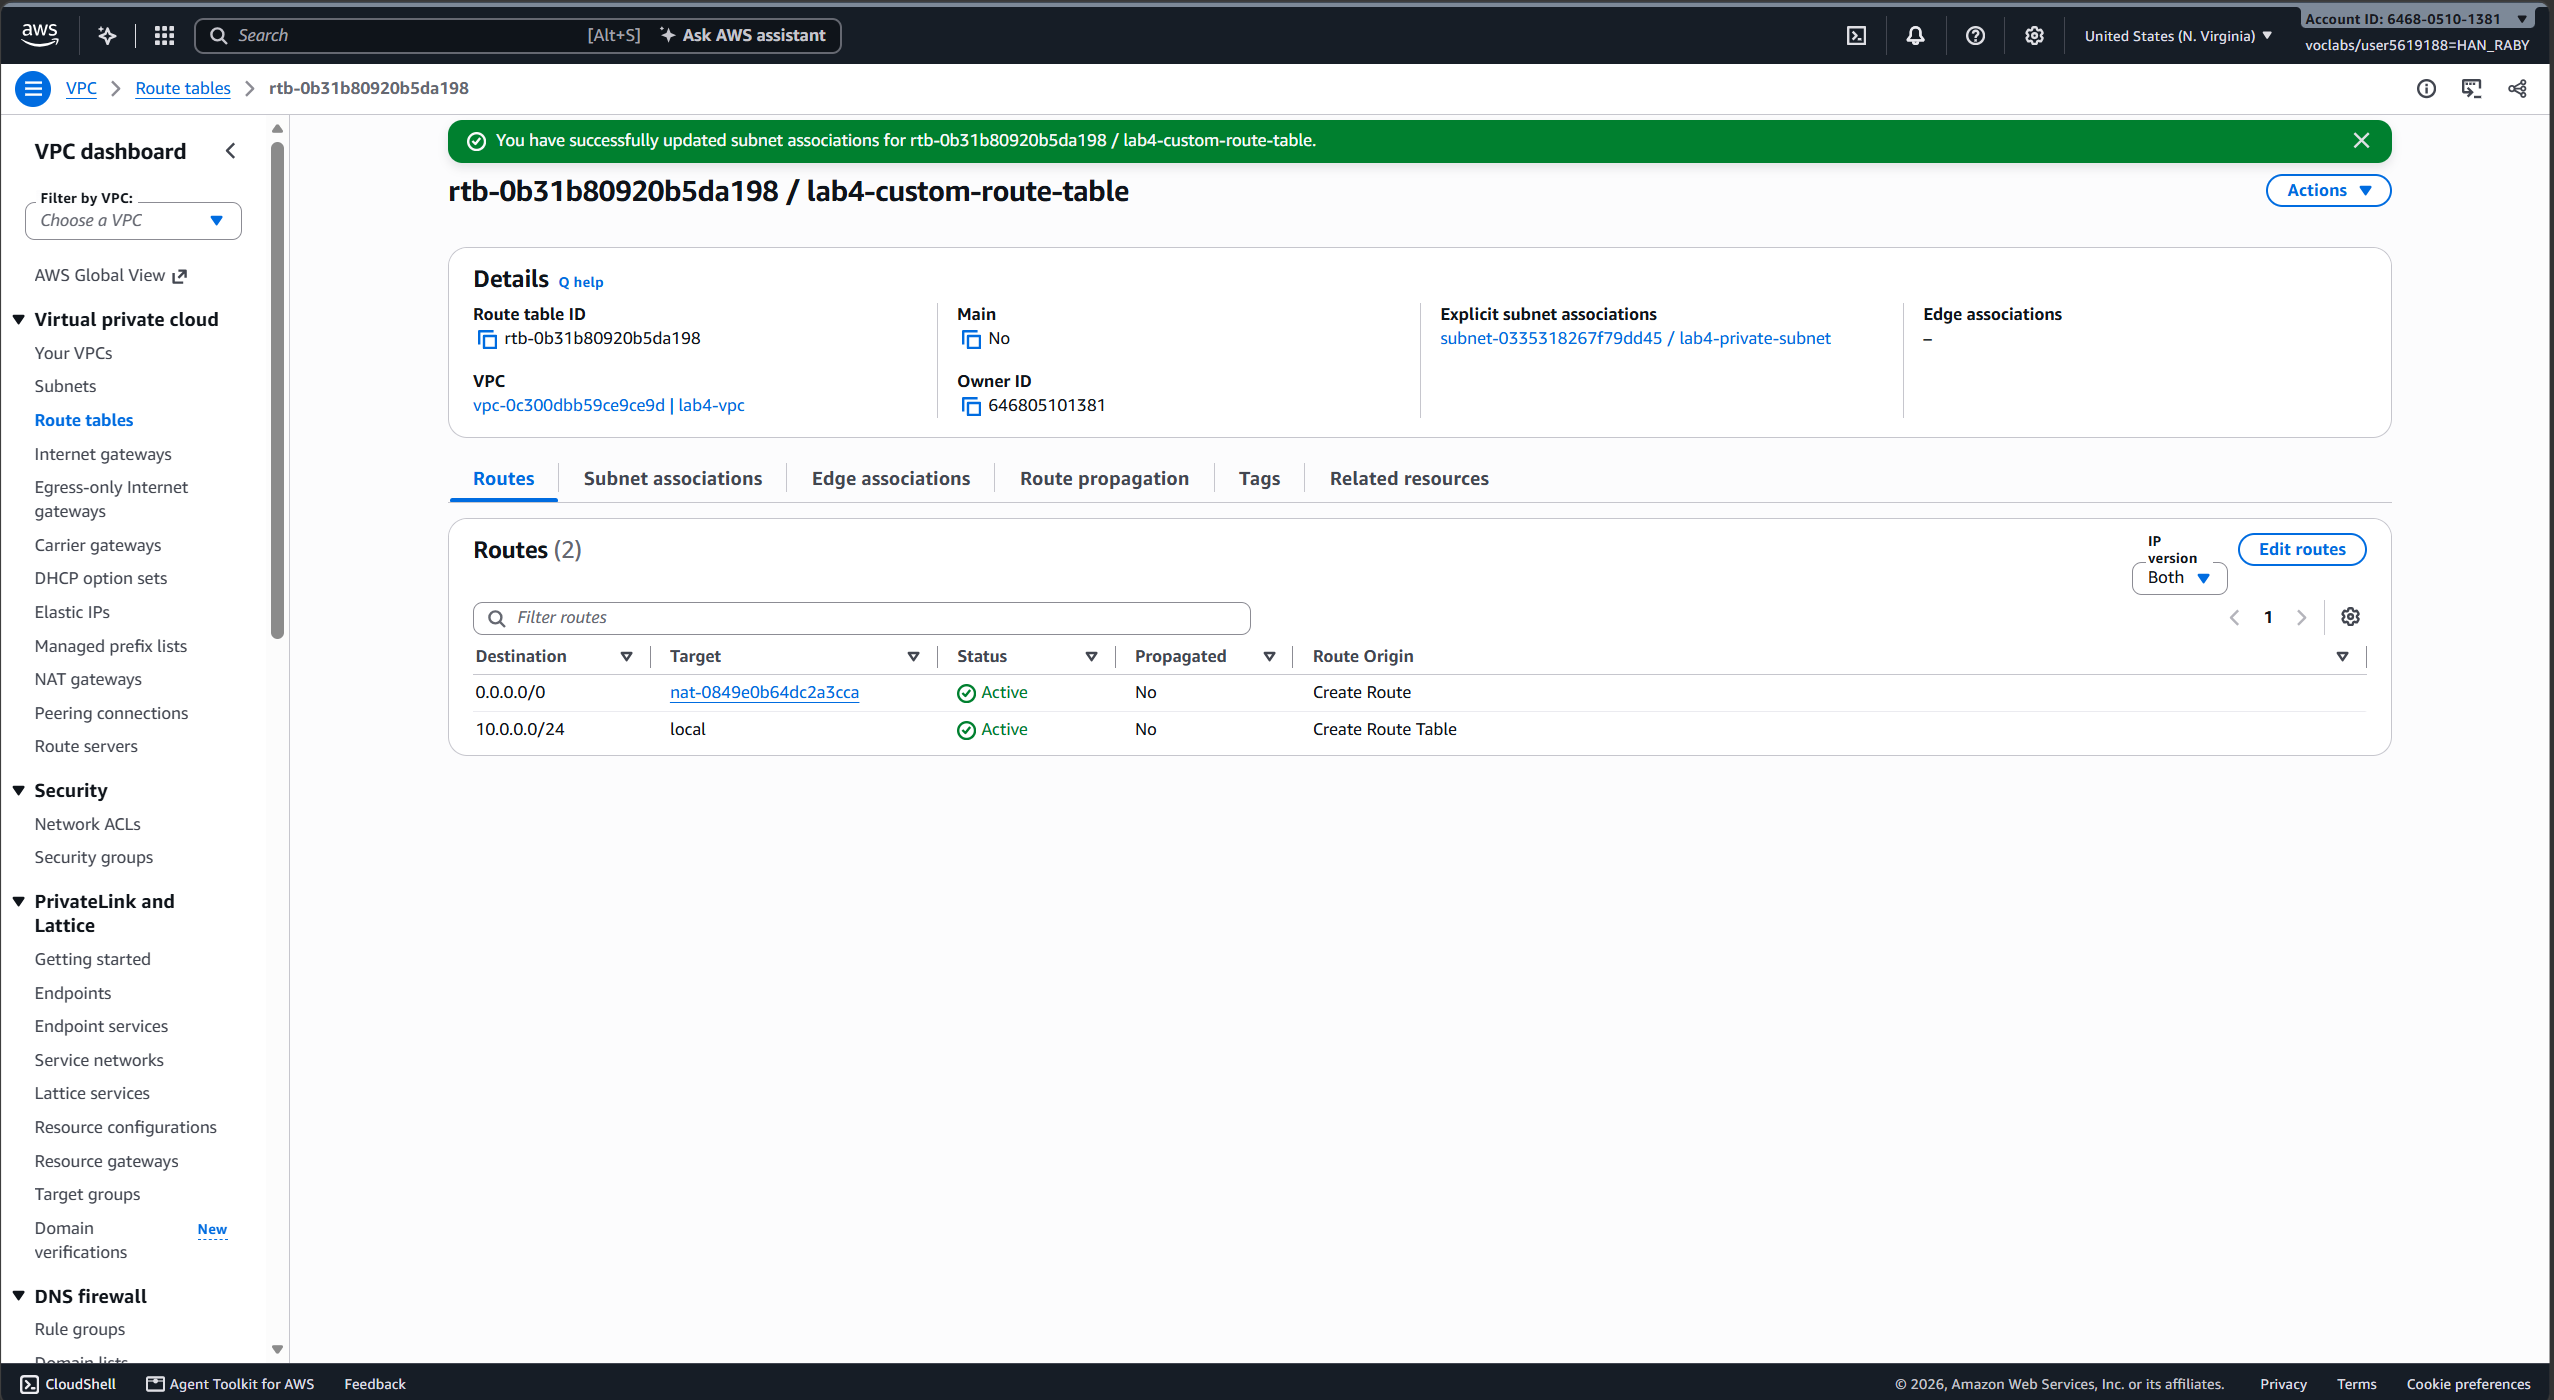 aws
Search [Alt+S] Ask AWS assistant
United States (N. Virginia)
Account ID: 6468-0510-1381
voclabs/user5619188=HAN_RABY
VPC Route tables rtb-0b31b80920b5da198
VPC dashboard
Filter by VPC:
Choose a VPC
AWS Global View
Virtual private cloud
Your VPCs
Subnets
Route tables
Internet gateways
Egress-only Internet
gateways
Carrier gateways
DHCP option sets
Elastic IPs
Managed prefix lists
NAT gateways
Peering connections
Route servers
Security
Network ACLs
Security groups
PrivateLink and
Lattice
Getting started
Endpoints
Endpoint services
Service networks
Lattice services
Resource configurations
Resource gateways
Target groups
Domain
verifications
New
DNS firewall
Rule groups
Domain lists
You have successfully updated subnet associations for rtb-0b31b80920b5da198 / lab4-custom-route-table.
rtb-0b31b80920b5da198 / lab4-custom-route-table
Actions
Details Q help
Route table ID
rtb-0b31b80920b5da198
Main
No
Explicit subnet associations
subnet-0335318267f79dd45 / lab4-private-subnet
Edge associations
–
VPC
vpc-0c300dbb59ce9ce9d | lab4-vpc
Owner ID
646805101381
Routes Subnet associations Edge associations Route propagation Tags Related resources
Routes (2)
IP
version
Both
Edit routes
Filter routes
1
Destination Target Status Propagated Route Origin
0.0.0.0/0 nat-0849e0b64dc2a3cca Active No Create Route
10.0.0.0/24 local Active No Create Route Table
CloudShell Agent Toolkit for AWS Feedback
© 2026, Amazon Web Services, Inc. or its affiliates. Privacy Terms Cookie preferences